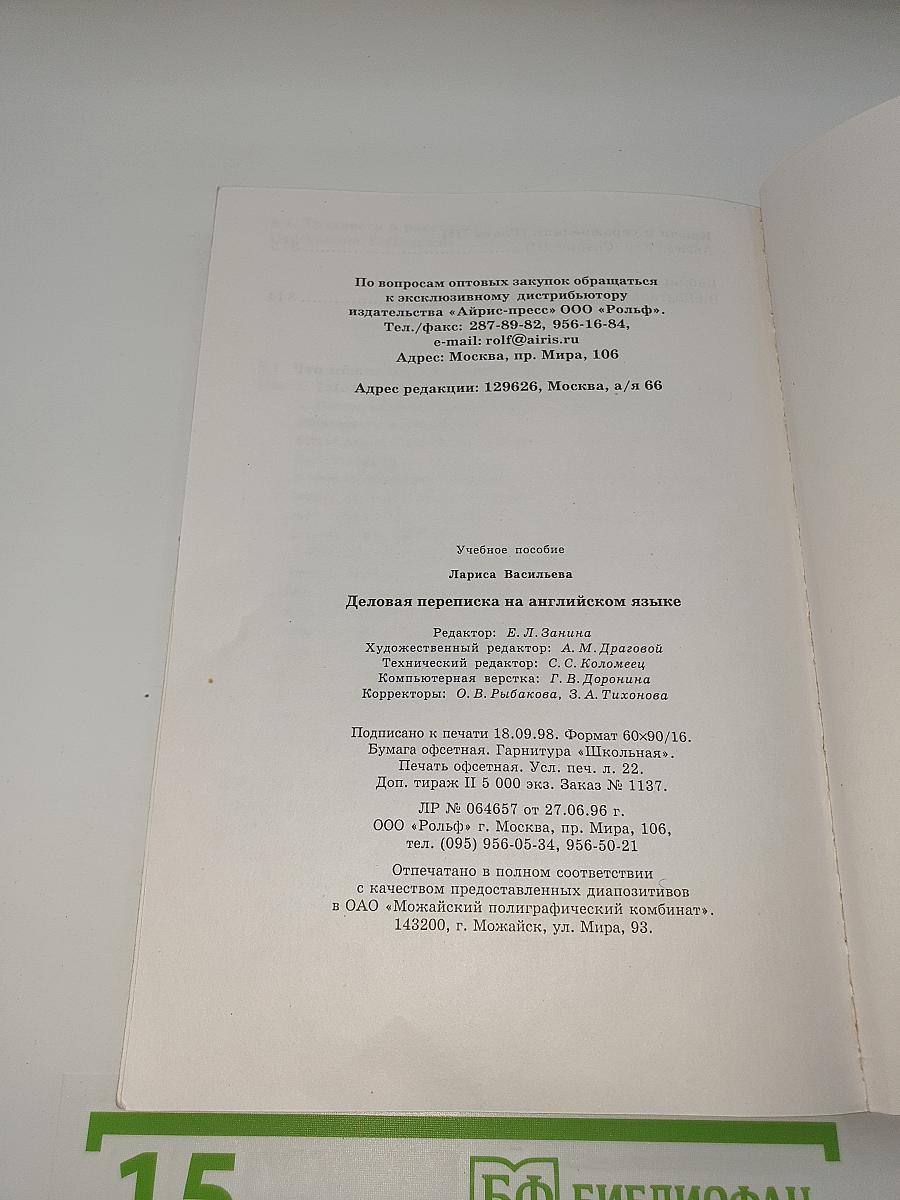 По вопросам оптовых закупок обращаться
к эксклюзивному дистрибьютору
издательства «Айрис-пресс» ООО «Рольф».
Тел./факс: 287-89-82, 956-16-84,
e-mail: rolf@airis.ru
Адрес: Москва, пр. Мира, 106
Адрес редакции: 129626, Москва, а/я 66
Учебное пособие
Лариса Васильева
Деловая переписка на английском языке
Редактор: Е. Л. Занина
Художественный редактор: А. М. Драговой
Технический редактор: С. С. Коломеец
Компьютерная верстка: Г. В. Доронина
Корректоры: О. В. Рыбакова, З. А. Тихонова
Подписано к печати 18.09.98. Формат 60×90/16.
Бумага офсетная. Гарнитура «Школьная».
Печать офсетная. Усл. печ. л. 22.
Доп. тираж II 5 000 экз. Заказ № 1137.
ЛР № 064657 от 27.06.96 г.
ООО «Рольф» г. Москва, пр. Мира, 106,
тел. (095) 956-05-34, 956-50-21
Отпечатано в полном соответствии
с качеством предоставленных диапозитивов
в ОАО «Можайский полиграфический комбинат».
143200, г. Можайск, ул. Мира, 93.
15 БФ БИБЛИОФАН